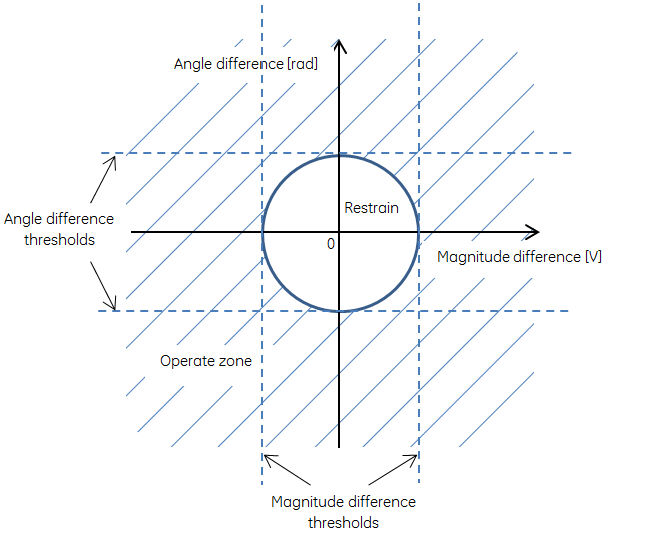 Angle difference [rad]
Restrain
Angle difference
thresholds
0
Magnitude difference [V]
Operate zone
Magnitude difference
thresholds